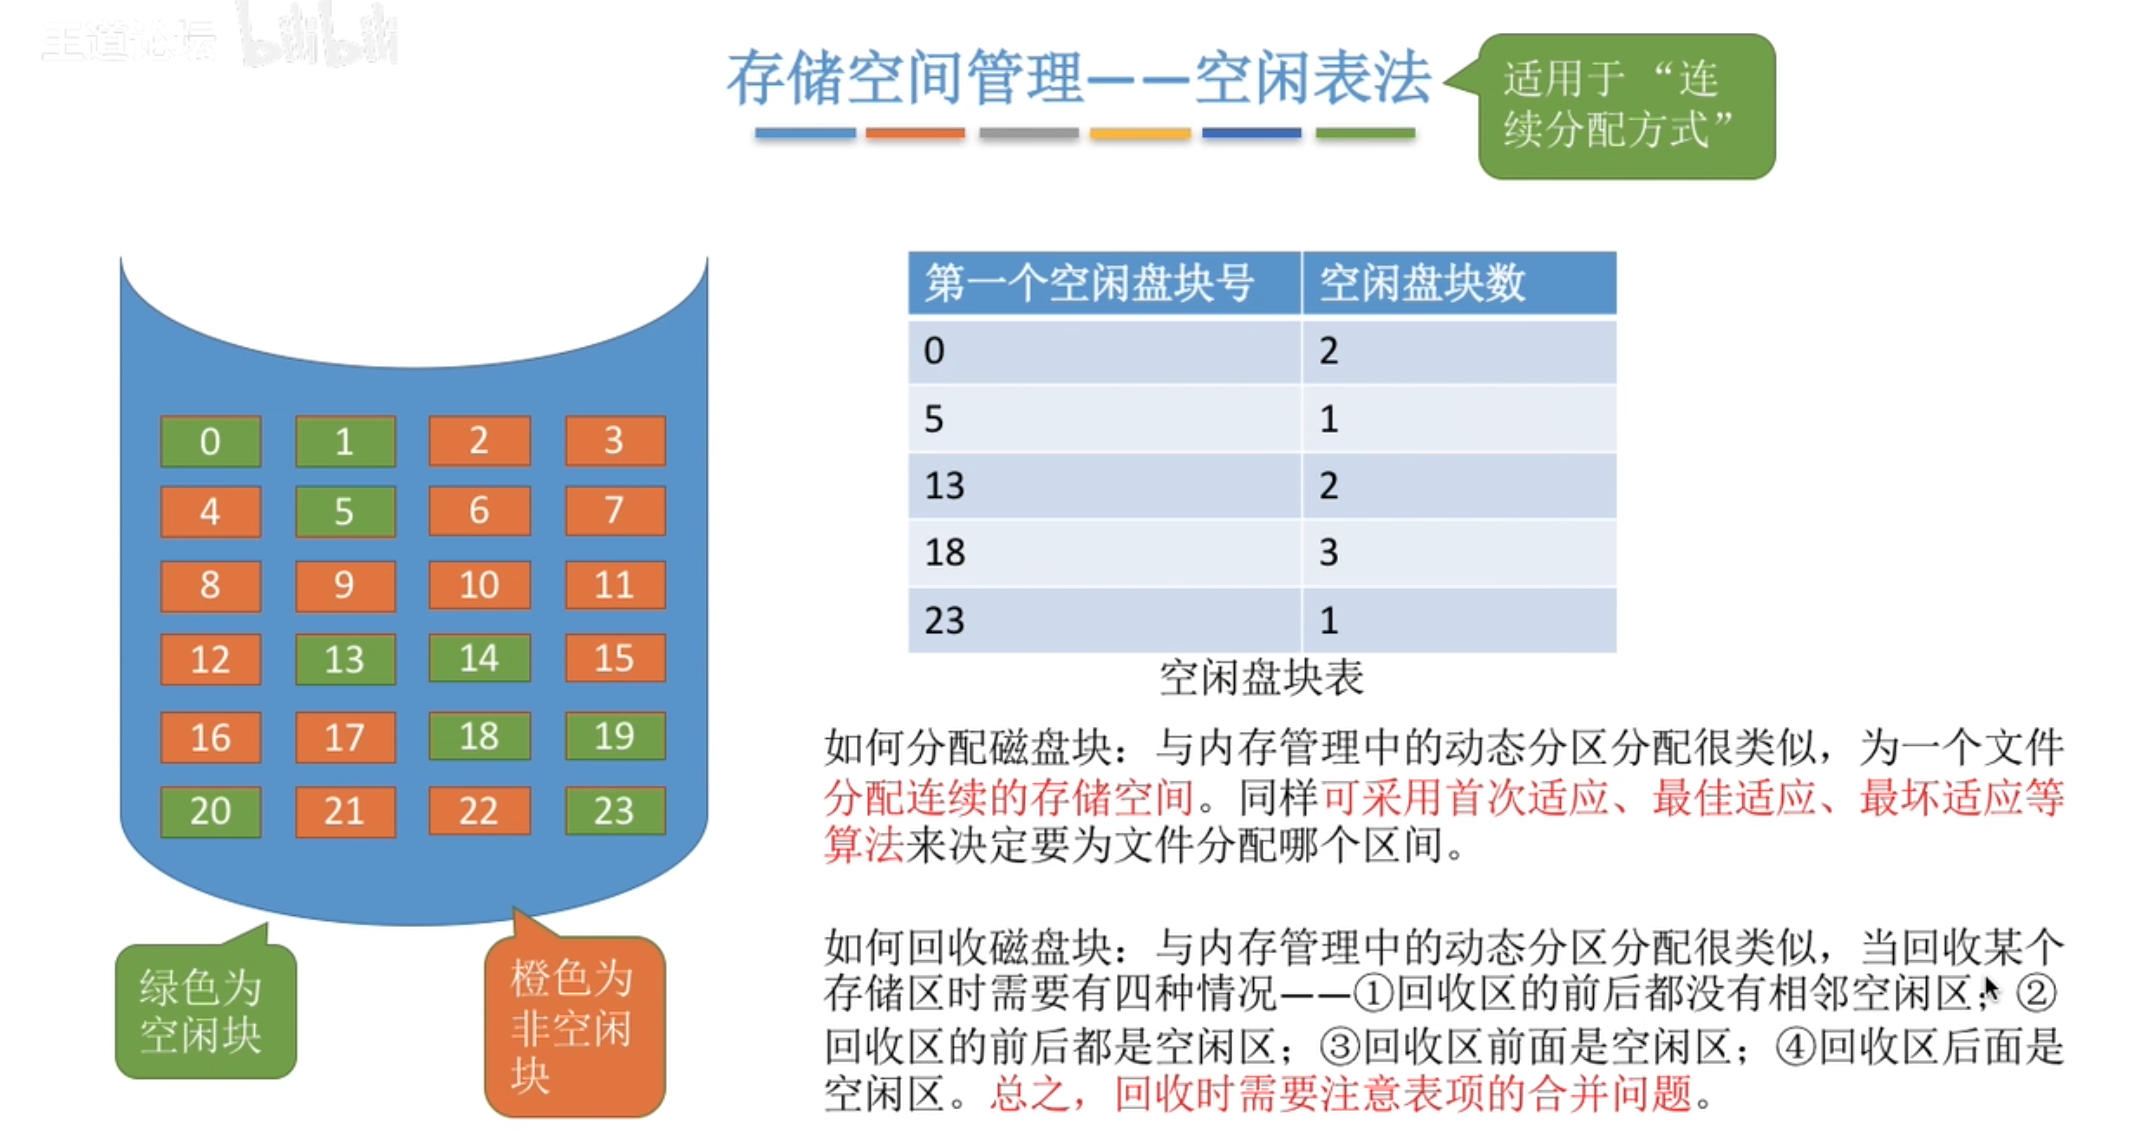 王道论坛 bilibili
存储空间管理——空闲表法
适用于“连
续分配方式”
第一个空闲盘块号 空闲盘块数
0 2
5 1
13 2
18 3
23 1
空闲盘块表
0 1 2 3
4 5 6 7
8 9 10 11
12 13 14 15
16 17 18 19
20 21 22 23
绿色为
空闲块
橙色为
非空闲
块
如何分配磁盘块：与内存管理中的动态分区分配很类似，为一个文件
分配连续的存储空间。同样可采用首次适应、最佳适应、最坏适应等
算法来决定要为文件分配哪个区间。
如何回收磁盘块：与内存管理中的动态分区分配很类似，当回收某个
存储区时需要有四种情况——①回收区的前后都没有相邻空闲区；②
回收区的前后都是空闲区；③回收区前面是空闲区；④回收区后面是
空闲区。总之，回收时需要注意表项的合并问题。